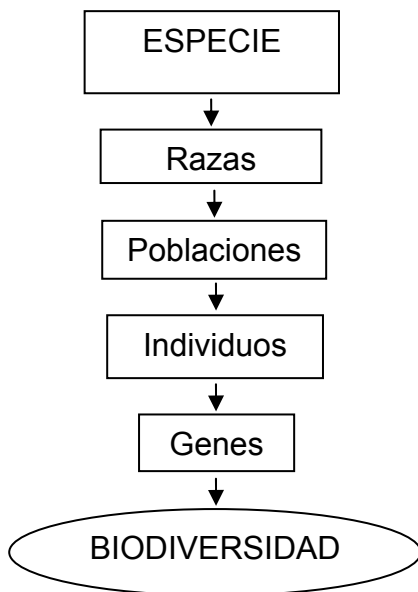 ESPECIE
Razas
Poblaciones
Individuos
Genes
BIODIVERSIDAD